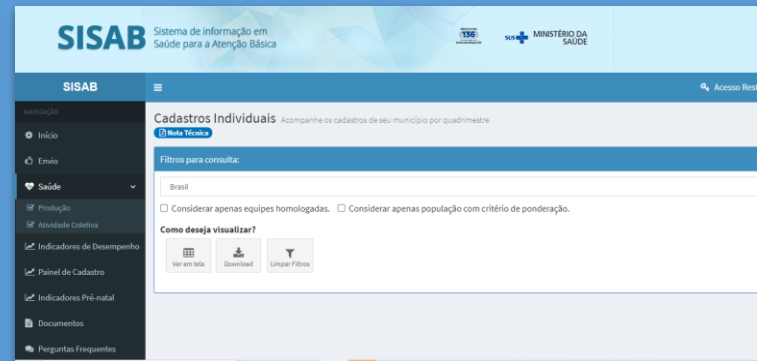 SISAB
Sistema de informação em
Saúde para a Atenção Básica
136
SUS
MINISTÉRIO DA
SAÚDE
SISAB
Acesso Rest
NAVEGAÇÃO
Início
Envio
Saúde
Produção
Atividade Coletiva
Indicadores de Desempenho
Painel de Cadastro
Indicadores Pré-natal
Documentos
Perguntas Frequentes
Cadastros Individuais Acompanhe os cadastros de seu município por quadrimestre
Nota Técnica
Filtros para consulta:
Brasil
Considerar apenas equipes homologadas. Considerar apenas população com critério de ponderação.
Como deseja visualizar?
Ver em tela Download Limpar Filtros